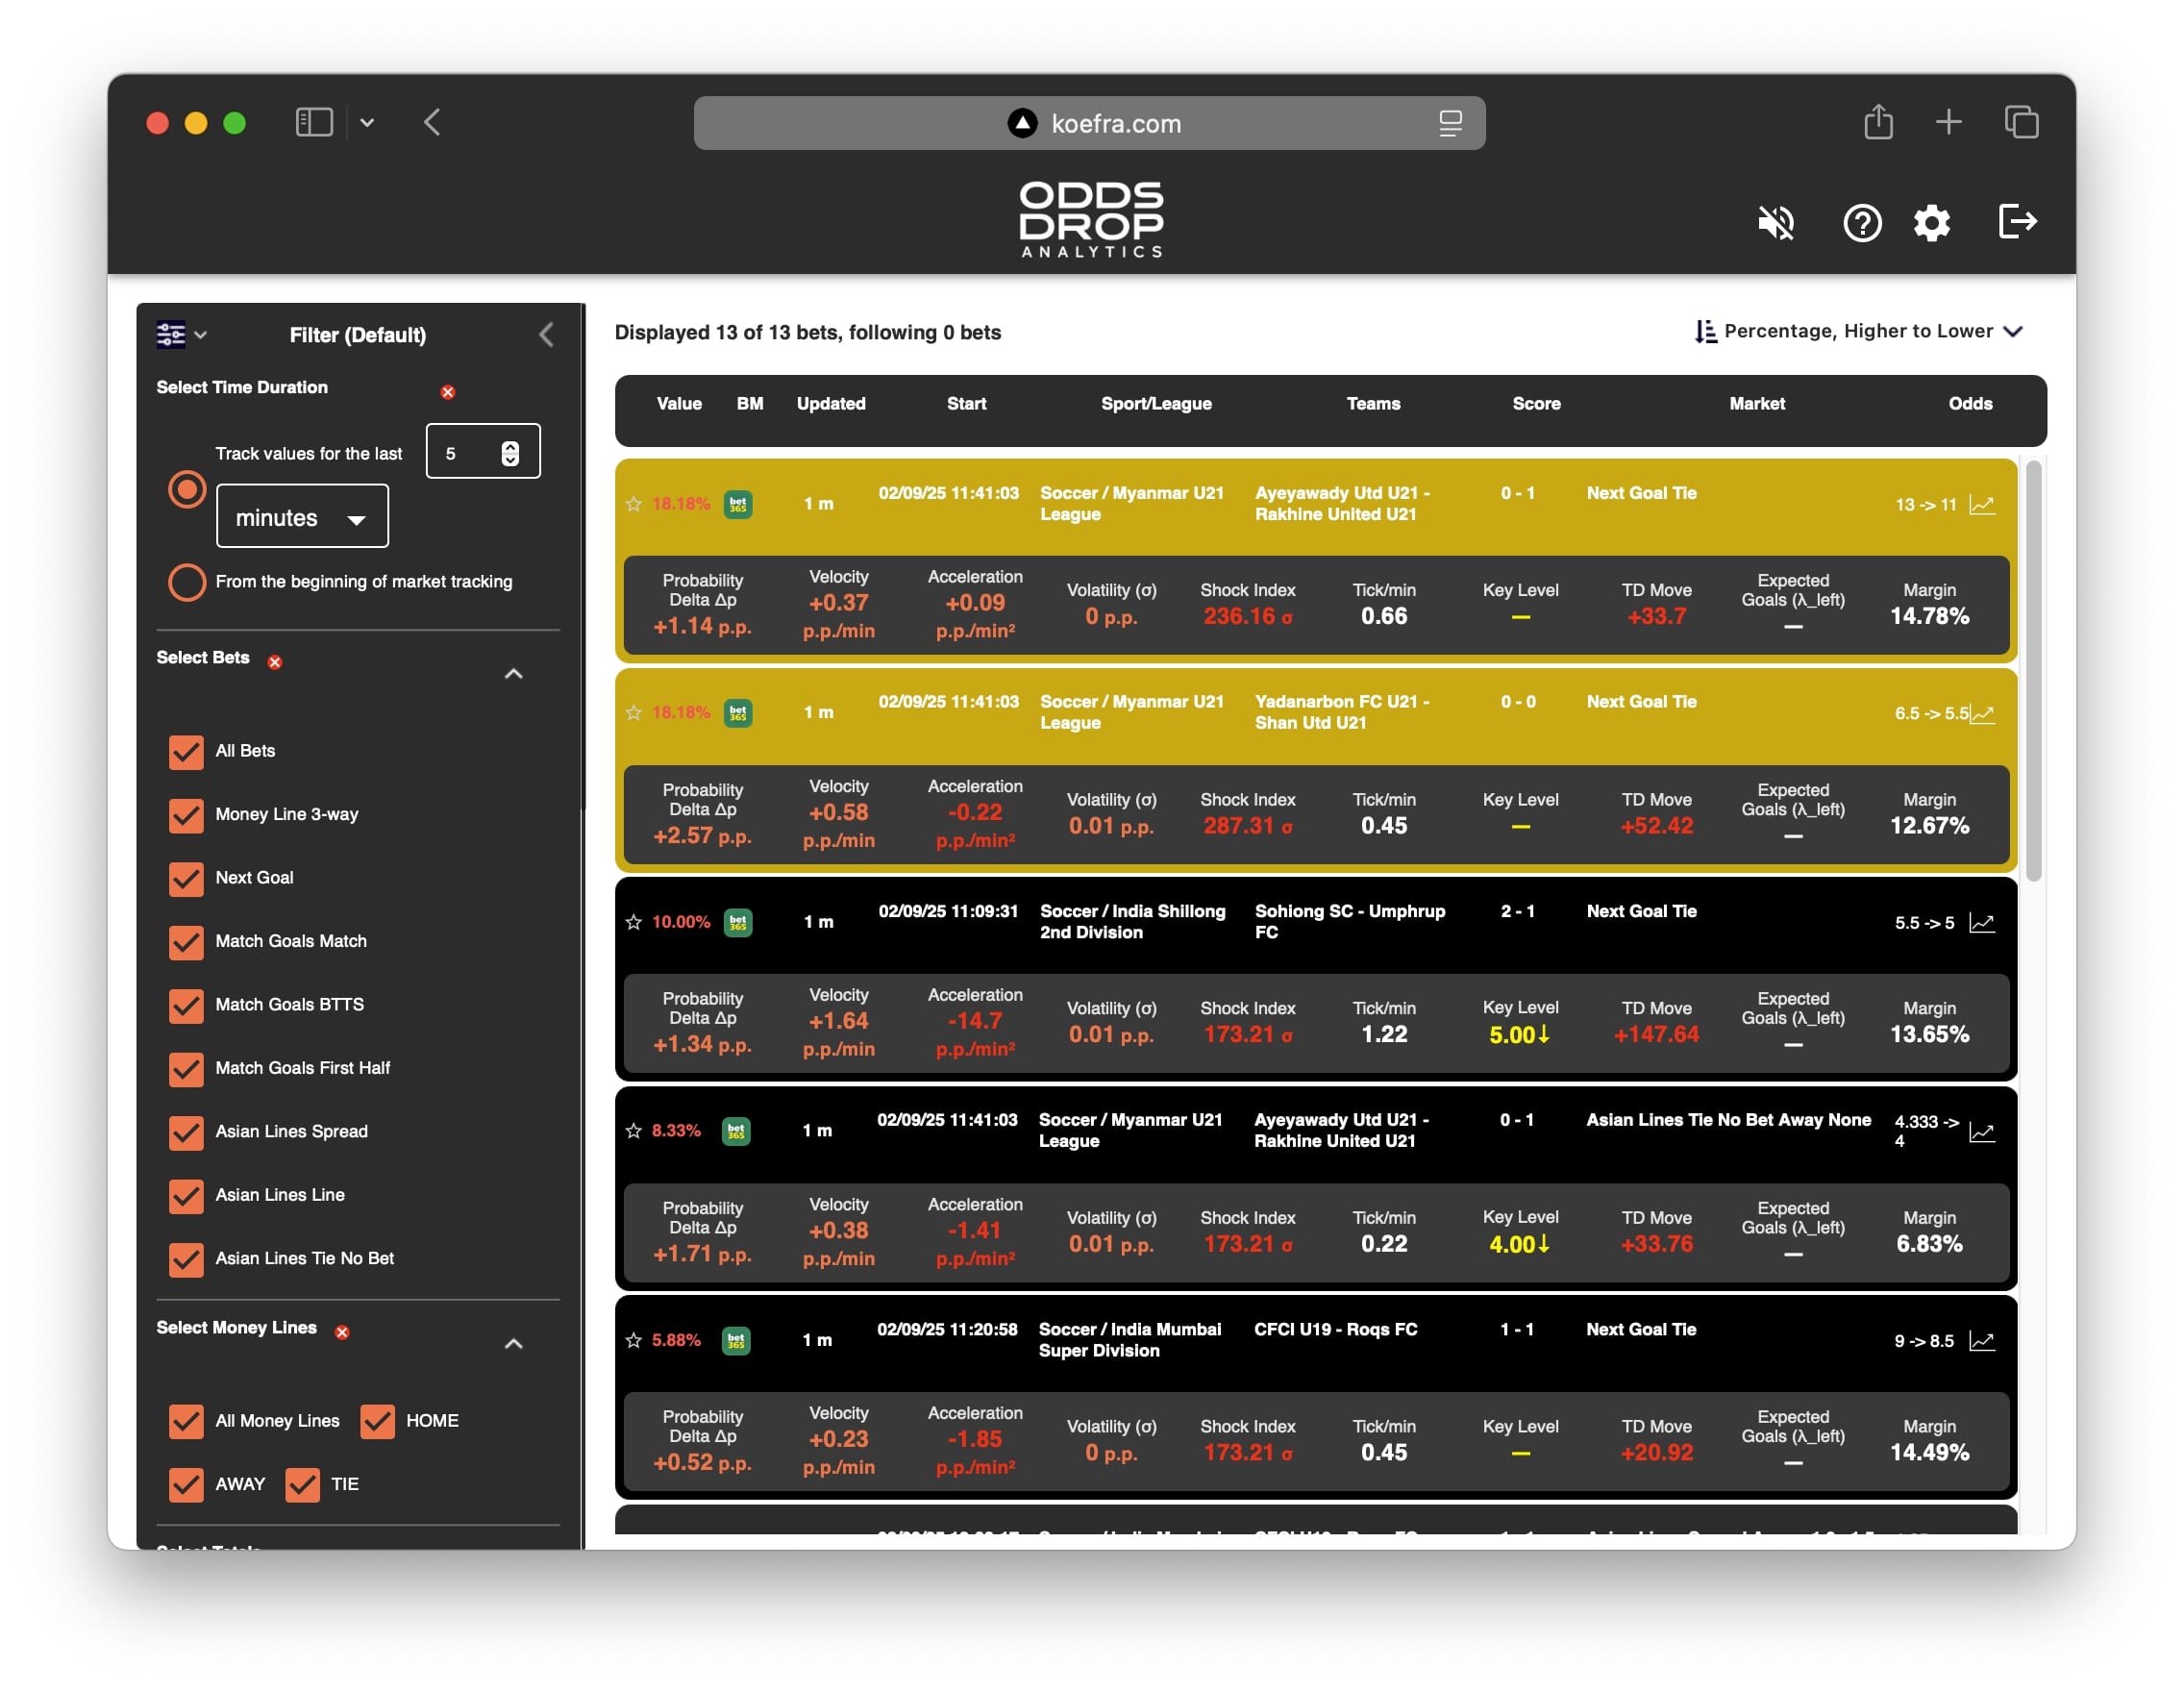 koefra.com
ODDS
DROP
ANALYTICS
Filter (Default)
Select Time Duration
Track values for the last
5
minutes
From the beginning of market tracking
Select Bets
All Bets
Money Line 3-way
Next Goal
Match Goals Match
Match Goals BTTS
Match Goals First Half
Asian Lines Spread
Asian Lines Line
Asian Lines Tie No Bet
Select Money Lines
All Money Lines HOME
AWAY TIE
Displayed 13 of 13 bets, following 0 bets
Percentage, Higher to Lower
Value BM Updated Start Sport/League Teams Score Market Odds
18.18% bet 365 1 m 02/09/25 11:41:03 Soccer / Myanmar U21 Ayeyawady Utd U21 - 0 - 1 Next Goal Tie 13 -> 11
League Rakhine United U21
Probability Velocity Acceleration Volatility (σ) Shock Index Tick/min Key Level TD Move Expected Margin
Delta Δp +0.37 +0.09 0 p.p. 236.16 σ 0.66 — +33.7 Goals (λ_left) 14.78%
+1.14 p.p. p.p./min p.p./min² —
18.18% bet 365 1 m 02/09/25 11:41:03 Soccer / Myanmar U21 Yadanarbon FC U21 - 0 - 0 Next Goal Tie 6.5 -> 5.5
League Shan Utd U21
Probability Velocity Acceleration Volatility (σ) Shock Index Tick/min Key Level TD Move Expected Margin
Delta Δp +0.58 -0.22 0.01 p.p. 287.31 σ 0.45 — +52.42 Goals (λ_left) 12.67%
+2.57 p.p. p.p./min p.p./min² —
10.00% bet 365 1 m 02/09/25 11:09:31 Soccer / India Shillong Sohiong SC - Umphrup 2 - 1 Next Goal Tie 5.5 -> 5
2nd Division FC
Probability Velocity Acceleration Volatility (σ) Shock Index Tick/min Key Level TD Move Expected Margin
Delta Δp +1.64 -14.7 0.01 p.p. 173.21 σ 1.22 5.00↓ +147.64 Goals (λ_left) 13.65%
+1.34 p.p. p.p./min p.p./min² —
8.33% bet 365 1 m 02/09/25 11:41:03 Soccer / Myanmar U21 Ayeyawady Utd U21 - 0 - 1 Asian Lines Tie No Bet Away None 4.333 ->
League Rakhine United U21 4
Probability Velocity Acceleration Volatility (σ) Shock Index Tick/min Key Level TD Move Expected Margin
Delta Δp +0.38 -1.41 0.01 p.p. 173.21 σ 0.22 4.00↓ +33.76 Goals (λ_left) 6.83%
+1.71 p.p. p.p./min p.p./min² —
5.88% bet 365 1 m 02/09/25 11:20:58 Soccer / India Mumbai CFCI U19 - Roqs FC 1 - 1 Next Goal Tie 9 -> 8.5
Super Division
Probability Velocity Acceleration Volatility (σ) Shock Index Tick/min Key Level TD Move Expected Margin
Delta Δp +0.23 -1.85 0 p.p. 173.21 σ 0.45 — +20.92 Goals (λ_left) 14.49%
+0.52 p.p. p.p./min p.p./min² —